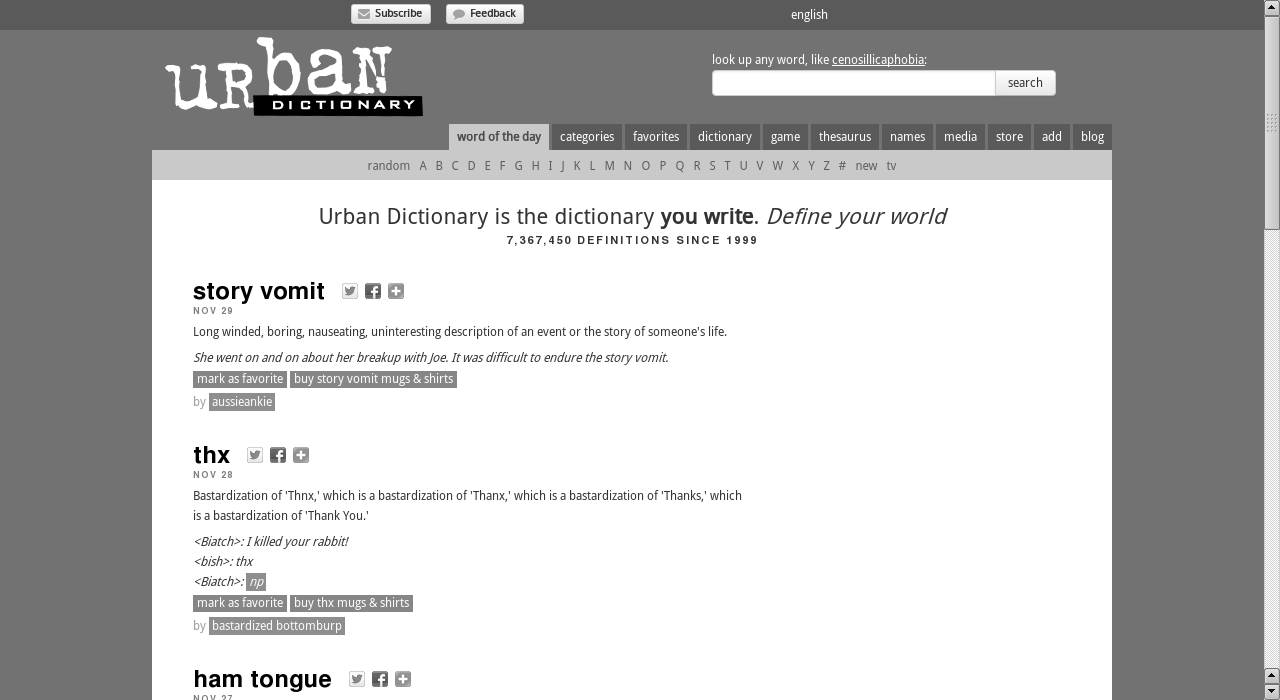 Subscribe
Feedback
english
urban
DICTIONARY
look up any word, like cenosillicaphobia:
search
word of the day
categories
favorites
dictionary
game
thesaurus
names
media
store
add
blog
random A B C D E F G H I J K L M N O P Q R S T U V W X Y Z # new tv
Urban Dictionary is the dictionary you write. Define your world
7,367,450 DEFINITIONS SINCE 1999
story vomit
NOV 29
Long winded, boring, nauseating, uninteresting description of an event or the story of someone's life.
She went on and on about her breakup with Joe. It was difficult to endure the story vomit.
mark as favorite buy story vomit mugs & shirts
by aussieankie
thx
NOV 28
Bastardization of 'Thnx,' which is a bastardization of 'Thanx,' which is a bastardization of 'Thanks,' which
is a bastardization of 'Thank You.'
<Biatch>: I killed your rabbit!
<bish>: thx
<Biatch>: np
mark as favorite buy thx mugs & shirts
by bastardized bottomburp
ham tongue
NOV 27